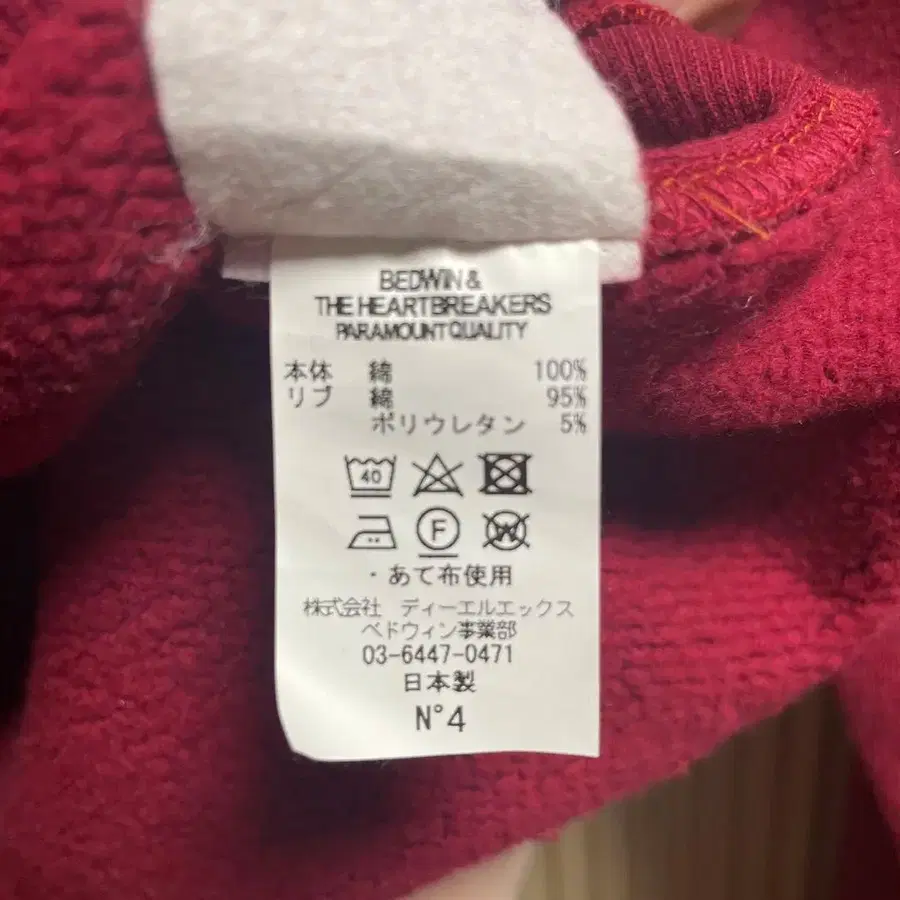 BEDWIN &
THE HEARTBREAKERS
PARAMOUNT QUALITY
本体 綿 100%
リブ 綿 95%
ポリウレタン 5%
40
F W
・あて布使用
株式会社 ディーエルエックス
ベドウィン事業部
03-6447-0471
日本製
N°4